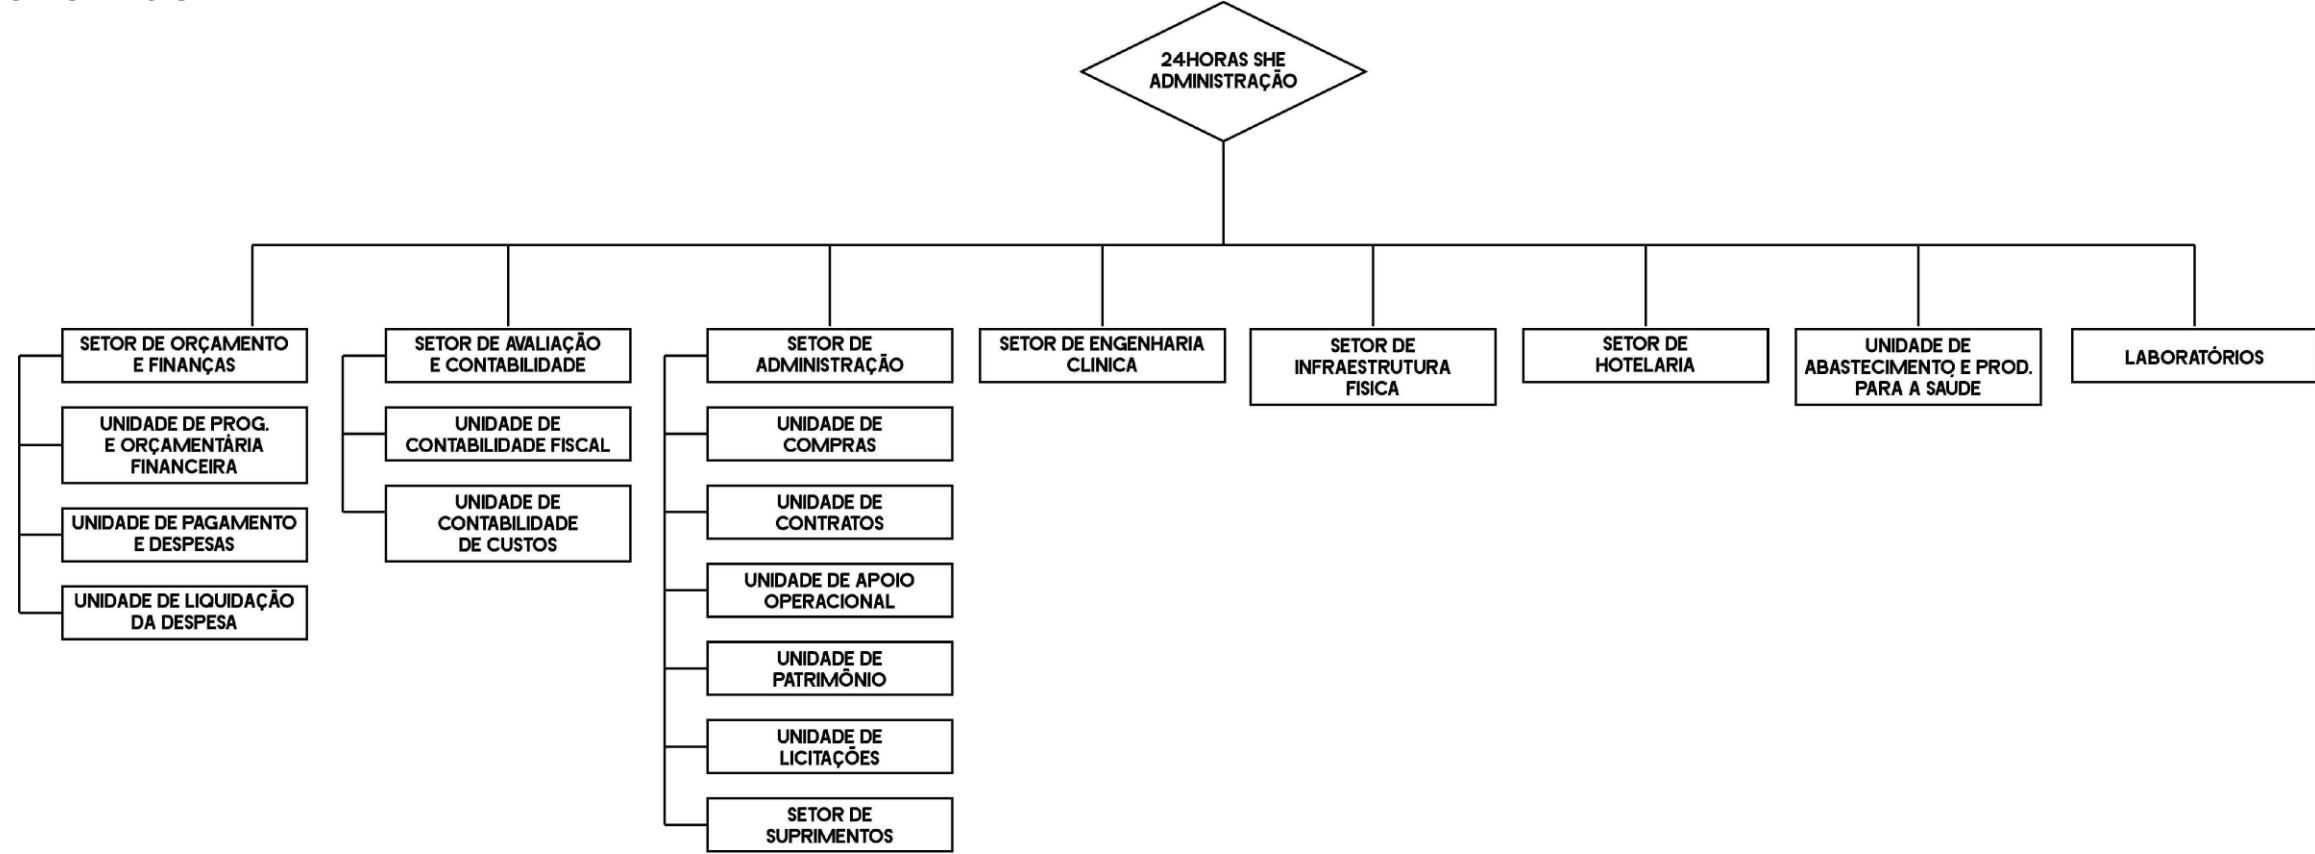 24HORAS SHE
ADMINISTRAÇÃO
SETOR DE ORÇAMENTO
E FINANÇAS
UNIDADE DE PROG.
E ORÇAMENTÁRIA
FINANCEIRA
UNIDADE DE PAGAMENTO
E DESPESAS
UNIDADE DE LIQUIDAÇÃO
DA DESPESA
SETOR DE AVALIAÇÃO
E CONTABILIDADE
UNIDADE DE
CONTABILIDADE FISCAL
UNIDADE DE
CONTABILIDADE
DE CUSTOS
SETOR DE
ADMINISTRAÇÃO
UNIDADE DE
COMPRAS
UNIDADE DE
CONTRATOS
UNIDADE DE APOIO
OPERACIONAL
UNIDADE DE
PATRIMÔNIO
UNIDADE DE
LICITAÇÕES
SETOR DE
SUPRIMENTOS
SETOR DE ENGENHARIA
CLINICA
SETOR DE
INFRAESTRUTURA
FISICA
SETOR DE
HOTELARIA
UNIDADE DE
ABASTECIMENTO E PROD.
PARA A SAÚDE
LABORATÓRIOS